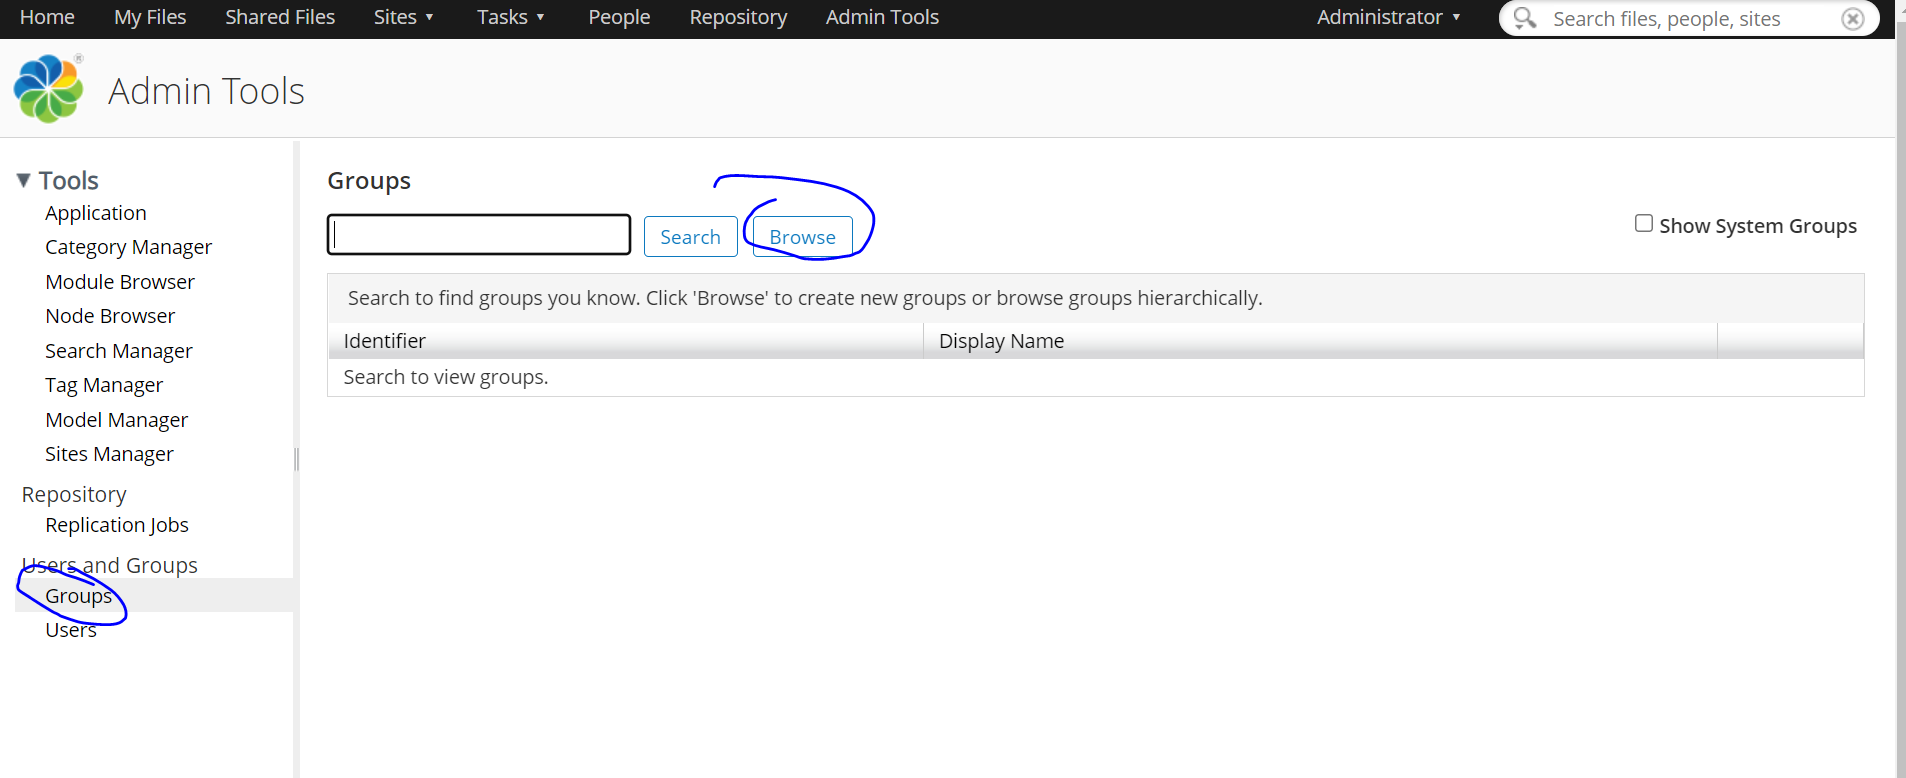 Home My Files Shared Files Sites ▼ Tasks ▼ People Repository Admin Tools Administrator ▼ Search files, people, sites
® Admin Tools
▼ Tools
Application
Category Manager
Module Browser
Node Browser
Search Manager
Tag Manager
Model Manager
Sites Manager
Repository
Replication Jobs
Users and Groups
Groups
Users
Groups
Search Browse Show System Groups
Search to find groups you know. Click 'Browse' to create new groups or browse groups hierarchically.
Identifier Display Name
Search to view groups.